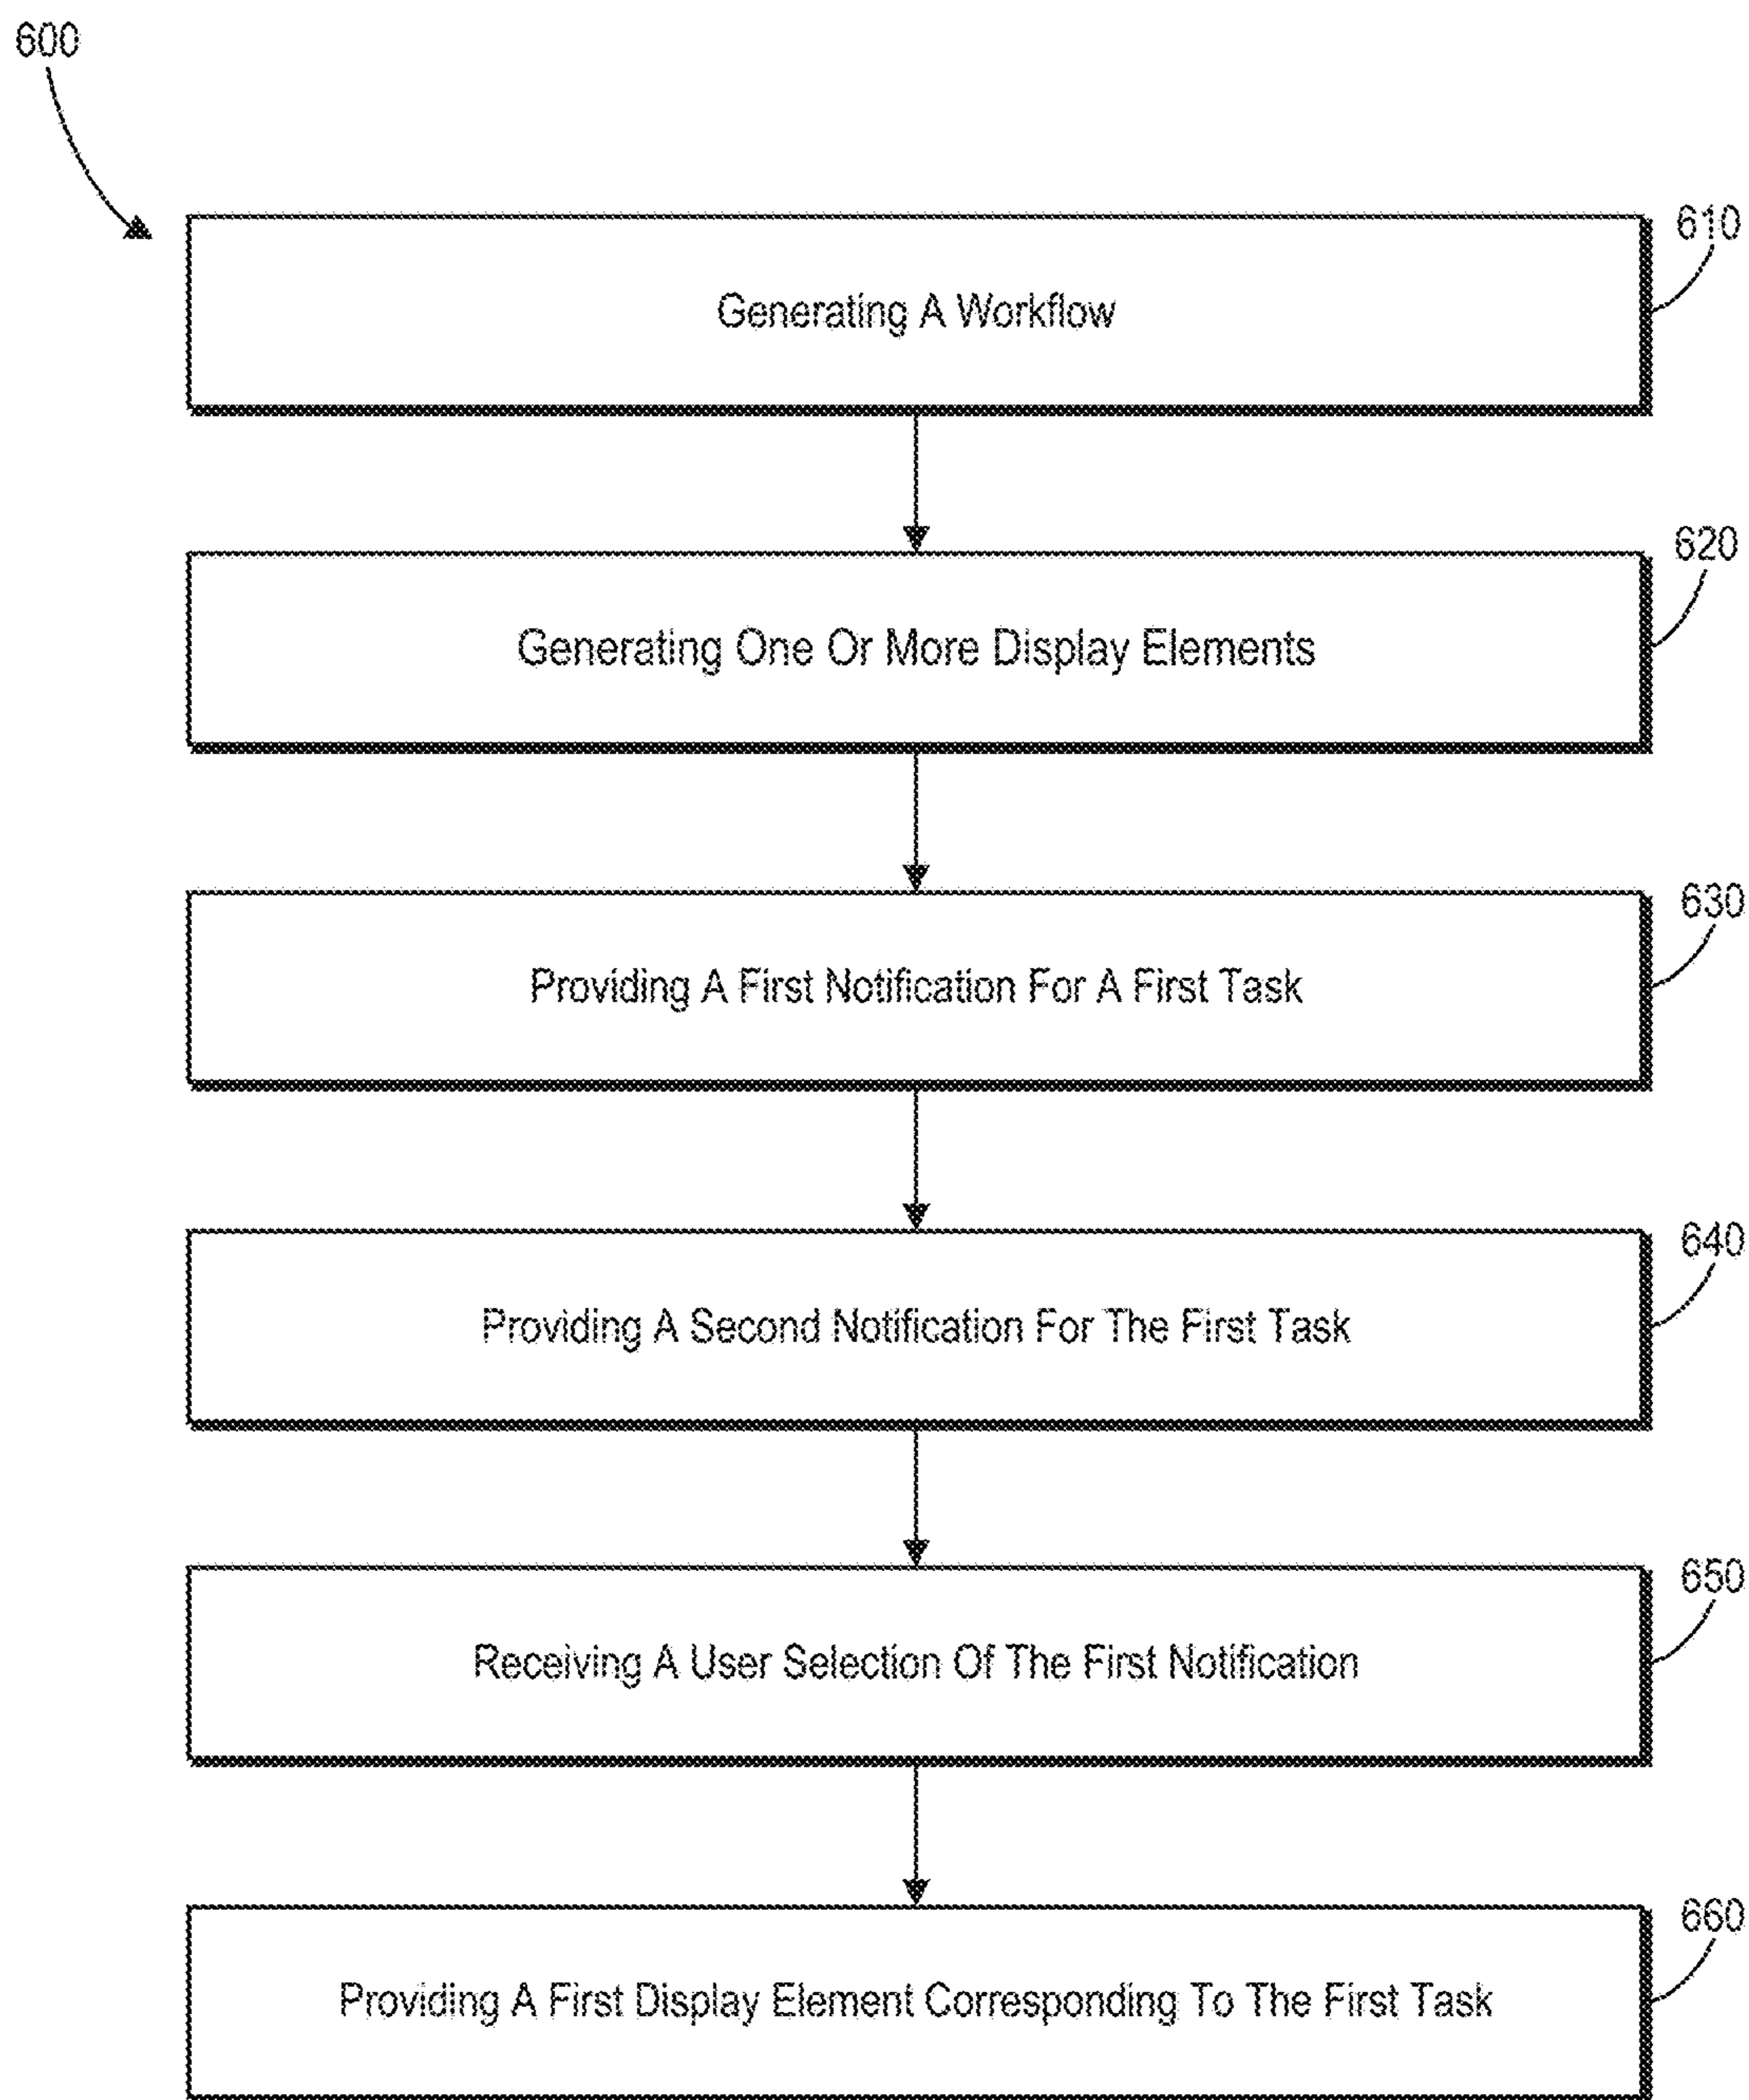 600
610
Generating A Workflow
620
Generating One Or More Display Elements
630
Providing A First Notification For A First Task
640
Providing A Second Notification For The First Task
650
Receiving A User Selection Of The First Notification
660
Providing A First Display Element Corresponding To The First Task